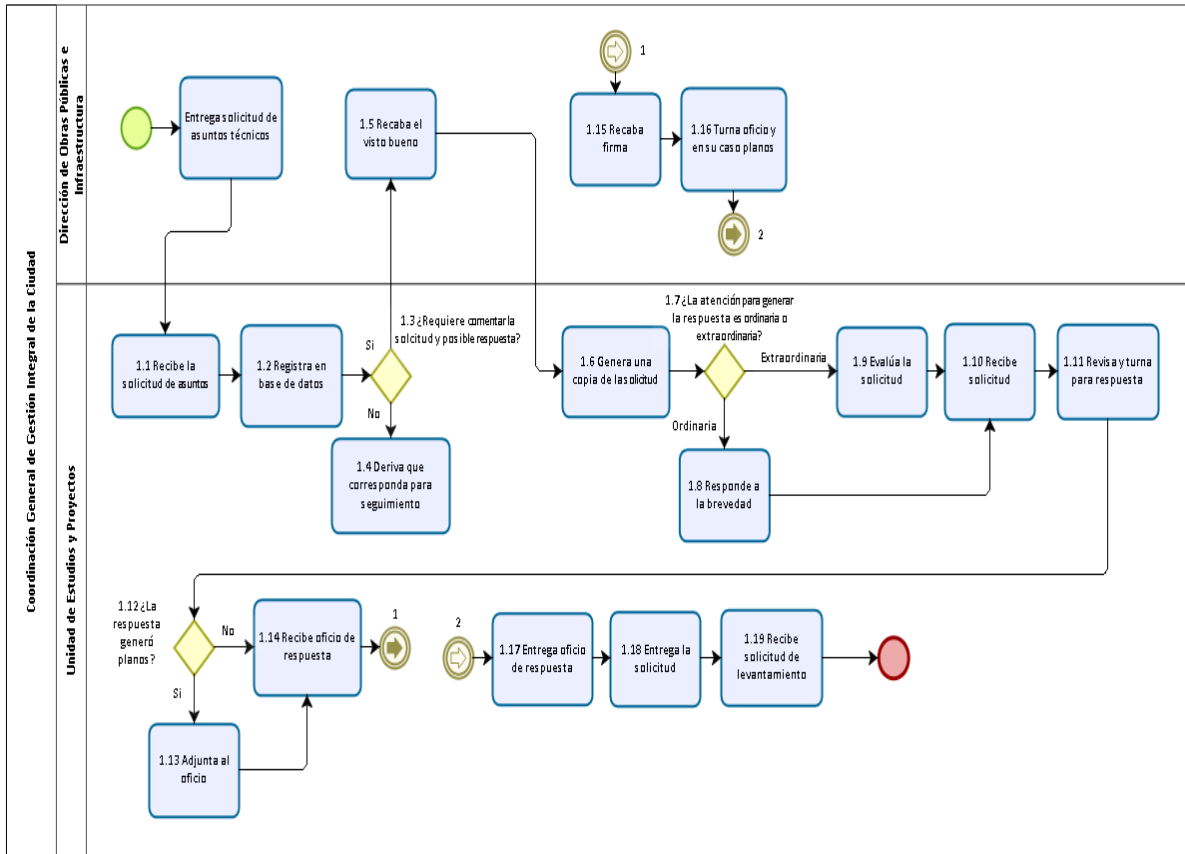 Coordinación General de Gestión Integral de la Ciudad
Dirección de Obras Públicas e
Infraestructura
Entrega solicitud de
asuntos técnicos
1.5 Recaba el
visto bueno
1
1.15 Recaba
firma
1.16 Turna oficio y
en su caso planos
2
Unidad de Estudios y Proyectos
1.1 Recibe la
solicitud de asuntos
1.2 Registra en
base de datos
1.3 ¿Requiere comentar la
solcitud y posible respuesta?
Si
No
1.4 Deriva que
corresponda para
seguimiento
1.6 Genera una
copia de la solicitud
1.7 ¿La atención para generar
la respuesta es ordinaria o
extraordinaria?
Extraordinaria
Ordinaria
1.8 Responde a
la brevedad
1.9 Evalúa la
solicitud
1.10 Recibe
solicitud
1.11 Revisa y turna
para respuesta
1.12 ¿La
respuesta
generó
planos?
No
Si
1.13 Adjunta al
oficio
1.14 Recibe oficio de
respuesta
1
2
1.17 Entrega oficio
de respuesta
1.18 Entrega la
solicitud
1.19 Recibe
solicitud de
levantamiento